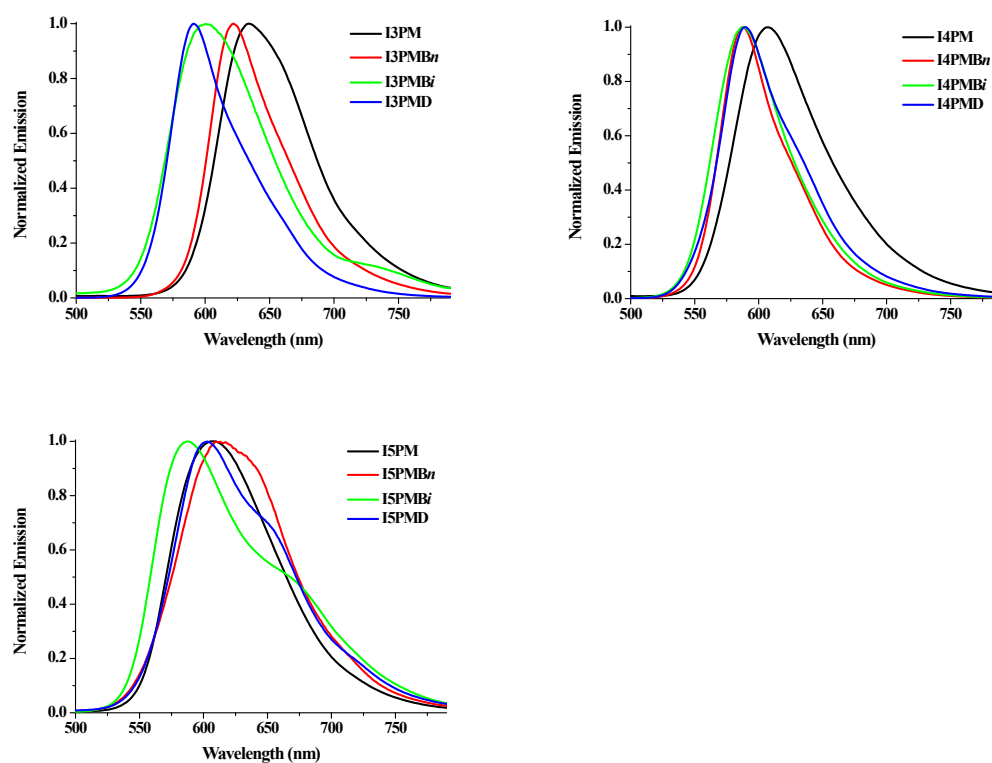 1.0
0.8
0.6
0.4
0.2
0.0
Normalized Emission
500 550 600 650 700 750
Wavelength (nm)
I3PM
I3PMBn
I3PMBi
I3PMD
1.0
0.8
0.6
0.4
0.2
0.0
Normalized Emission
500 550 600 650 700 750
Wavelength (nm)
I4PM
I4PMBn
I4PMBi
I4PMD
1.0
0.8
0.6
0.4
0.2
0.0
Normalized Emission
500 550 600 650 700 750
Wavelength (nm)
I5PM
I5PMBn
I5PMBi
I5PMD